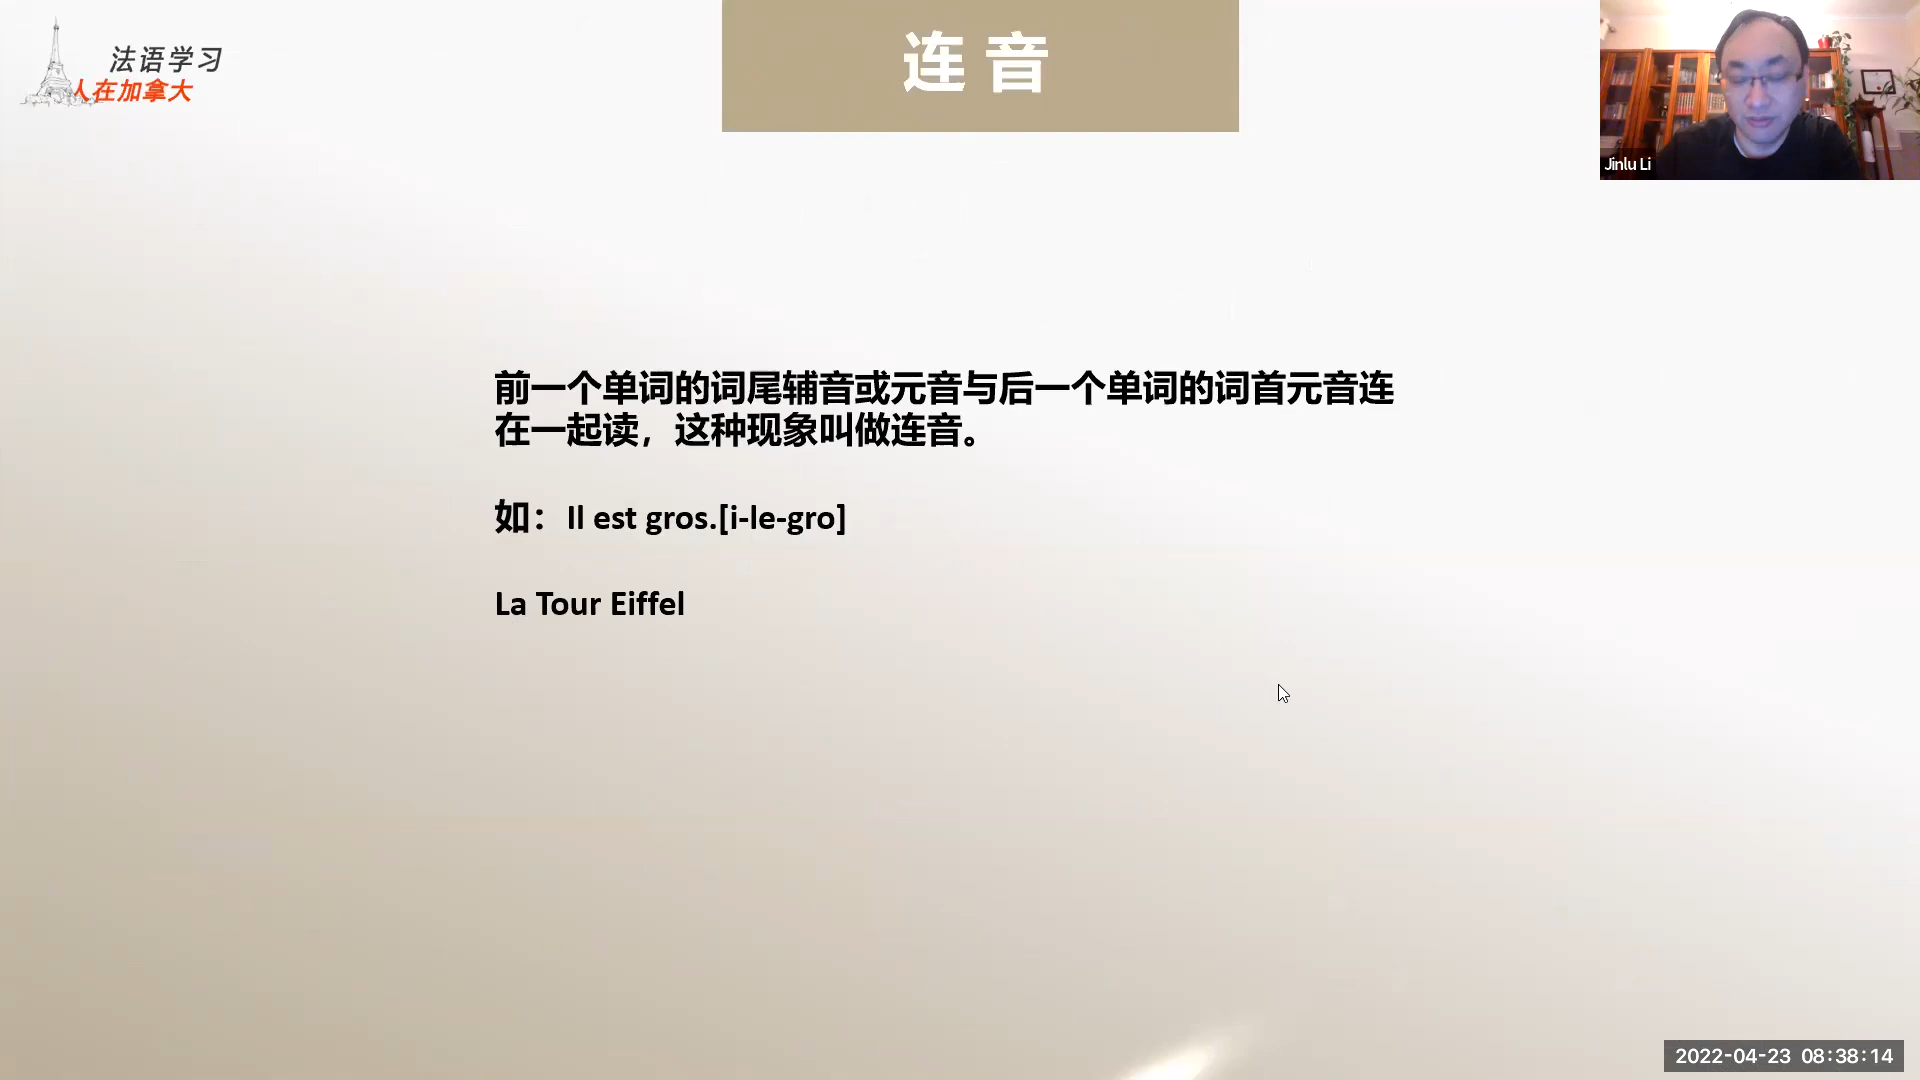 法语学习
人在加拿大
连音
Jinlu Li
前一个单词的词尾辅音或元音与后一个单词的词首元音连
在一起读，这种现象叫做连音。
如：Il est gros.[i-le-gro]
La Tour Eiffel
2022-04-23 08:38:14